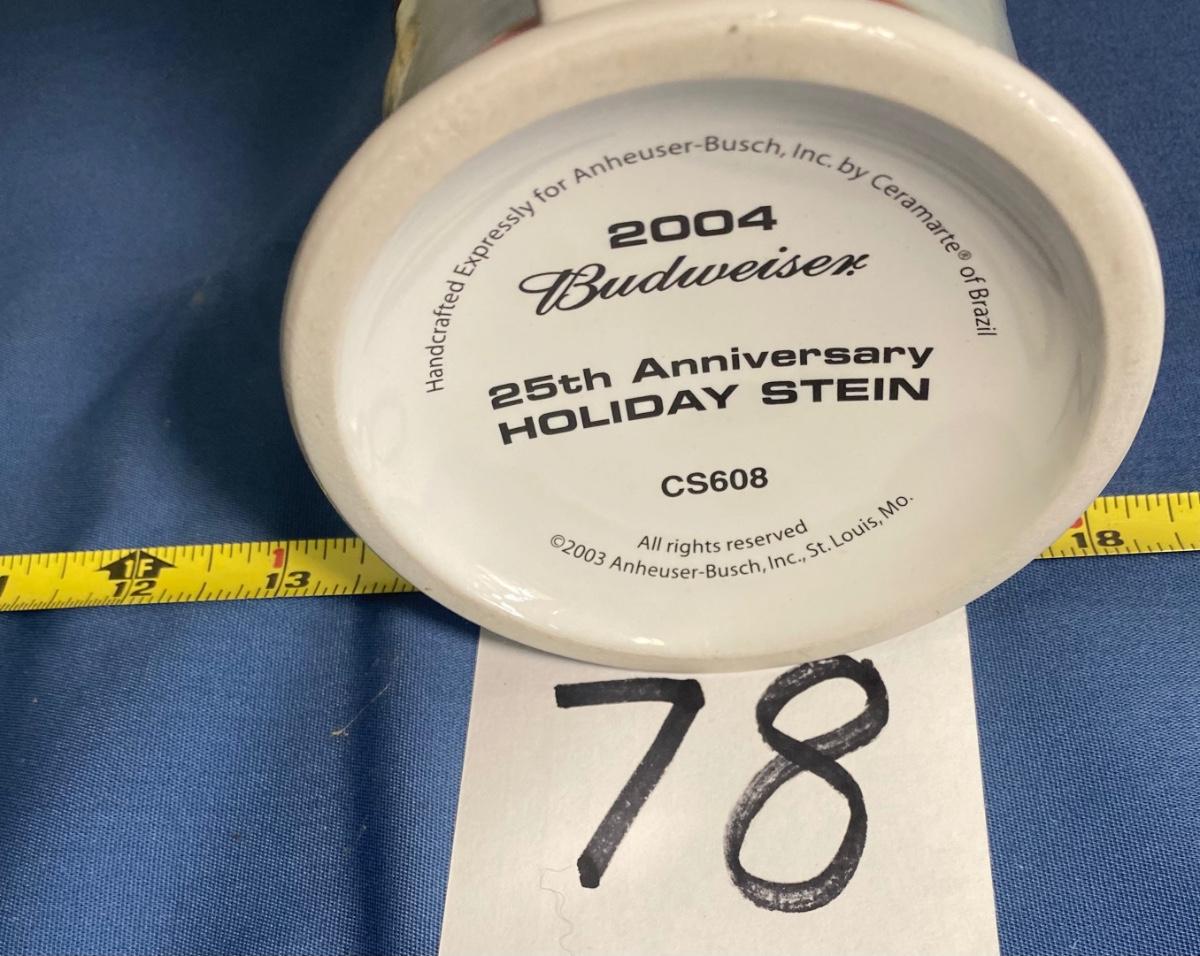 Handcrafted Expressly for Anheuser-Busch, Inc. by Ceramarte® of Brazil
2004
Budweiser
25th Anniversary
HOLIDAY STEIN
CS608
All rights reserved
©2003 Anheuser-Busch, Inc., St. Louis, Mo.
1F
12
1
13
18
78